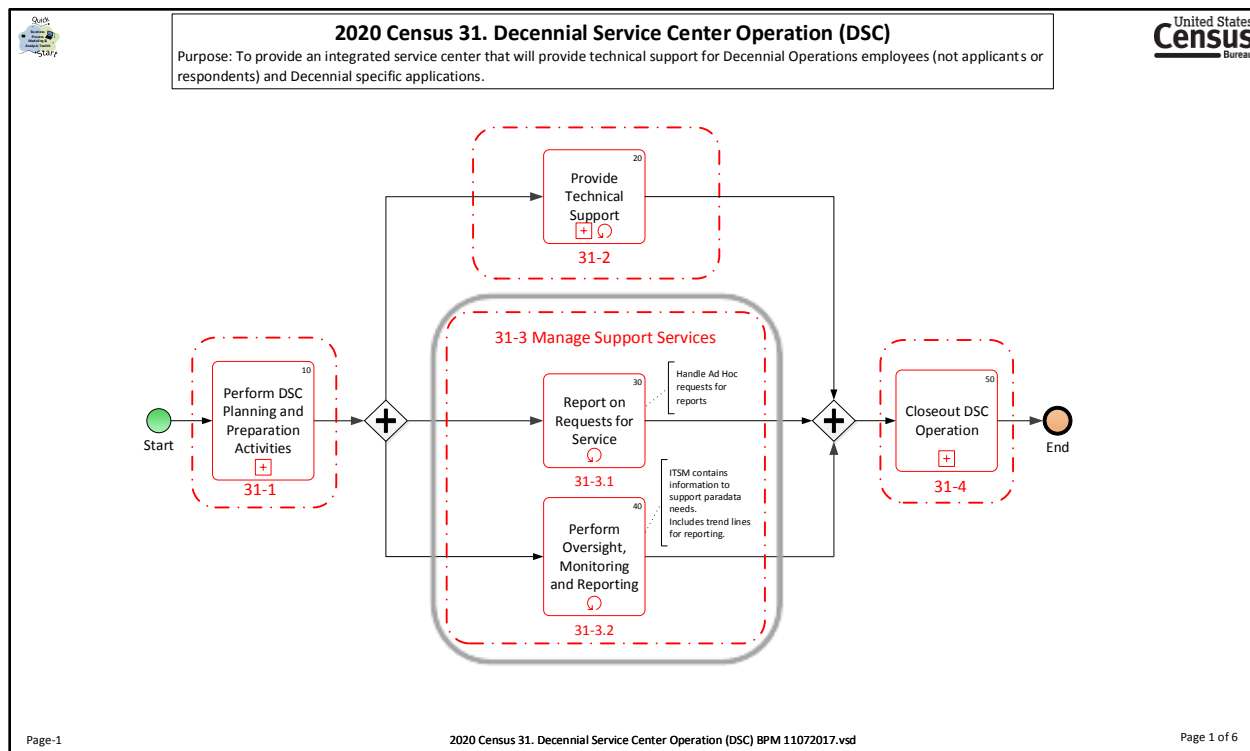 Quick
Business
Process
Modeling &
Analysis Toolkit
Start
2020 Census 31. Decennial Service Center Operation (DSC)
Purpose: To provide an integrated service center that will provide technical support for Decennial Operations employees (not applicants or
respondents) and Decennial specific applications.
United States
Census
Bureau
20
Provide
Technical
Support
31-2
31-3 Manage Support Services
10
Perform DSC
Planning and
Preparation
Activities
31-1
Start
30
Report on
Requests for
Service
31-3.1
Handle Ad Hoc
requests for
reports
40
Perform
Oversight,
Monitoring
and Reporting
31-3.2
ITSM contains
information to
support paradata
needs.
Includes trend lines
for reporting.
50
Closeout DSC
Operation
31-4
End
Page-1
2020 Census 31. Decennial Service Center Operation (DSC) BPM 11072017.vsd
Page 1 of 6